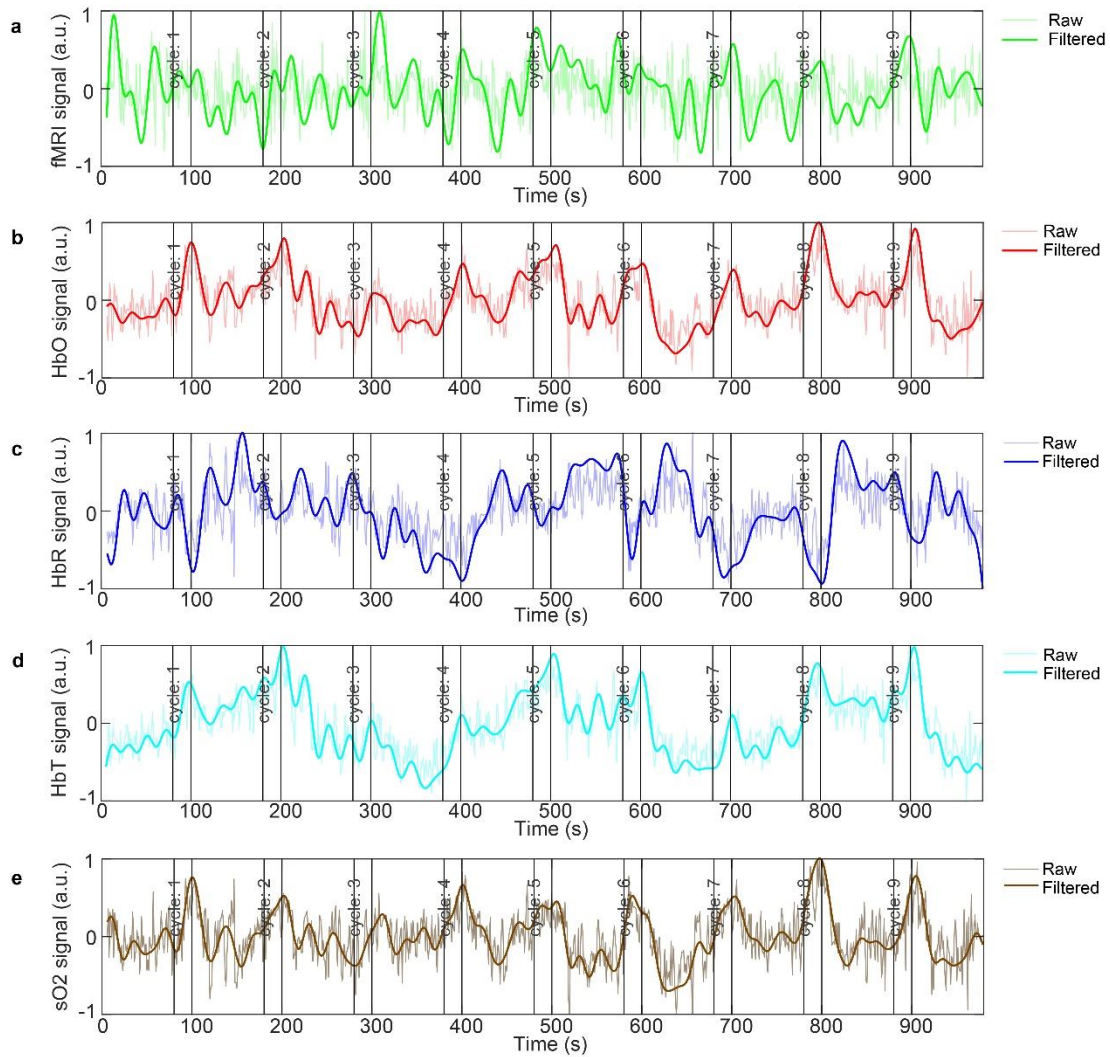 a
fMRI signal (a.u.)
1
0
-1
cycle: 1
cycle: 2
cycle: 3
cycle: 4
cycle: 5
cycle: 6
cycle: 7
cycle: 8
cycle: 9
Raw
Filtered
0 100 200 300 400 500 600 700 800 900
Time (s)
b
HbO signal (a.u.)
1
0
-1
cycle: 1
cycle: 2
cycle: 3
cycle: 4
cycle: 5
cycle: 6
cycle: 7
cycle: 8
cycle: 9
Raw
Filtered
0 100 200 300 400 500 600 700 800 900
Time (s)
c
HbR signal (a.u.)
1
0
-1
cycle: 1
cycle: 2
cycle: 3
cycle: 4
cycle: 5
cycle: 6
cycle: 7
cycle: 8
cycle: 9
Raw
Filtered
0 100 200 300 400 500 600 700 800 900
Time (s)
d
HbT signal (a.u.)
1
0
-1
cycle: 1
cycle: 2
cycle: 3
cycle: 4
cycle: 5
cycle: 6
cycle: 7
cycle: 8
cycle: 9
Raw
Filtered
0 100 200 300 400 500 600 700 800 900
Time (s)
e
sO2 signal (a.u.)
1
0
-1
cycle: 1
cycle: 2
cycle: 3
cycle: 4
cycle: 5
cycle: 6
cycle: 7
cycle: 8
cycle: 9
Raw
Filtered
0 100 200 300 400 500 600 700 800 900
Time (s)